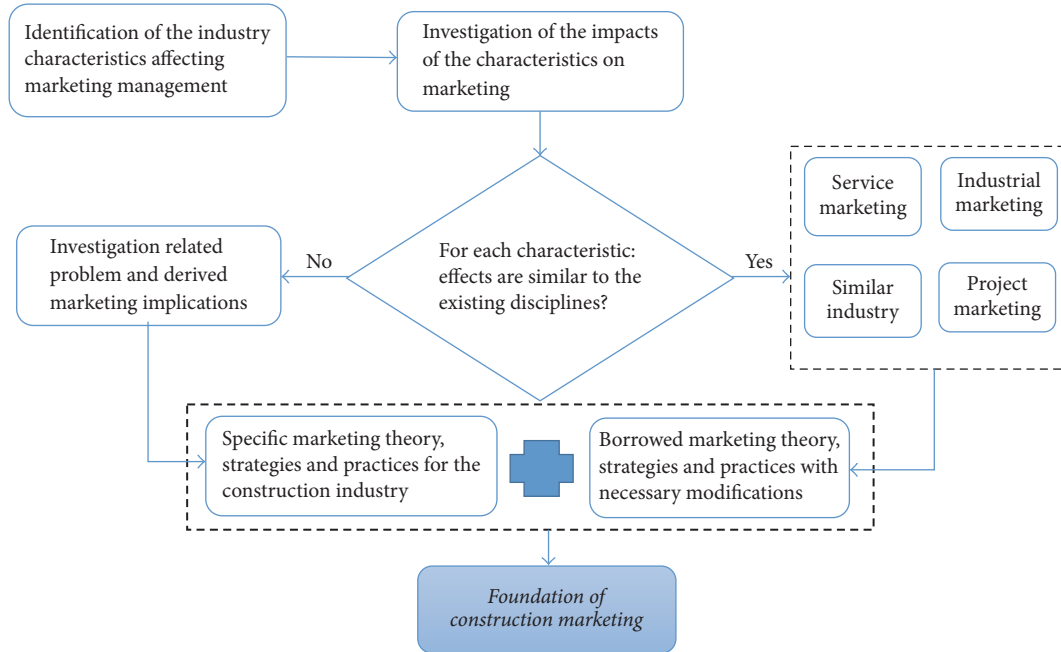 Identification of the industry
characteristics affecting
marketing management
Investigation of the impacts
of the characteristics on
marketing
Service
marketing
Industrial
marketing
Investigation related
problem and derived
marketing implications
No
For each characteristic:
effects are similar to the
existing disciplines?
Yes
Similar
industry
Project
marketing
Specific marketing theory,
strategies and practices for the
construction industry
Borrowed marketing theory,
strategies and practices with
necessary modifications
Foundation of
construction marketing